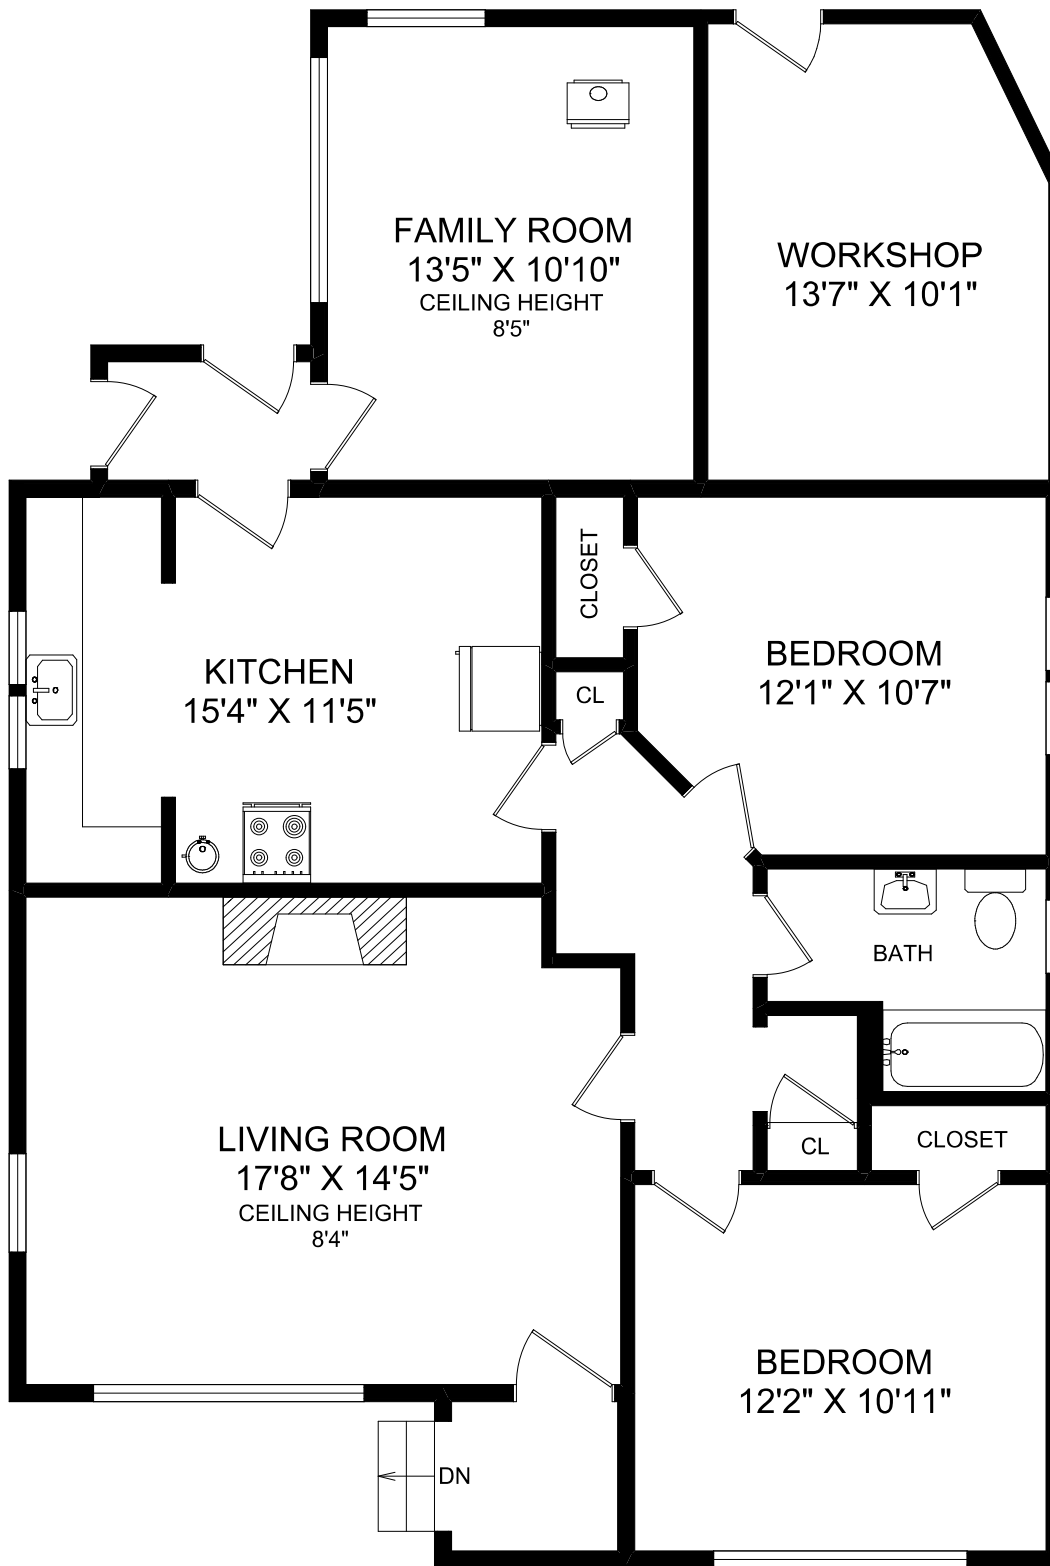 FAMILY ROOM
13'5" X 10'10"
CEILING HEIGHT
8'5"
WORKSHOP
13'7" X 10'1"
KITCHEN
15'4" X 11'5"
CLOSET
CL
BEDROOM
12'1" X 10'7"
BATH
LIVING ROOM
17'8" X 14'5"
CEILING HEIGHT
8'4"
CL
CLOSET
BEDROOM
12'2" X 10'11"
DN